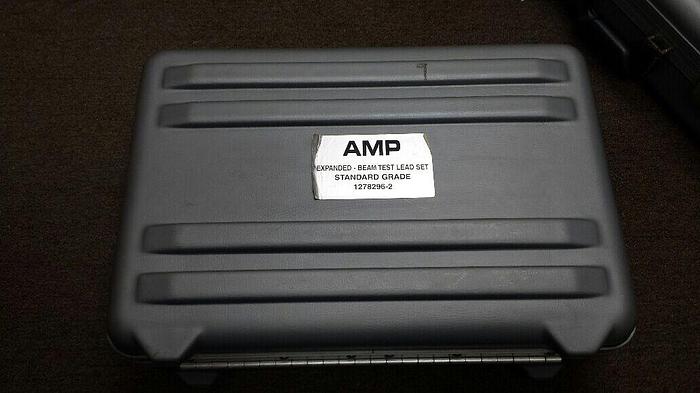 AMP
EXPANDED - BEAM TEST LEAD SET
STANDARD GRADE
1278296-2